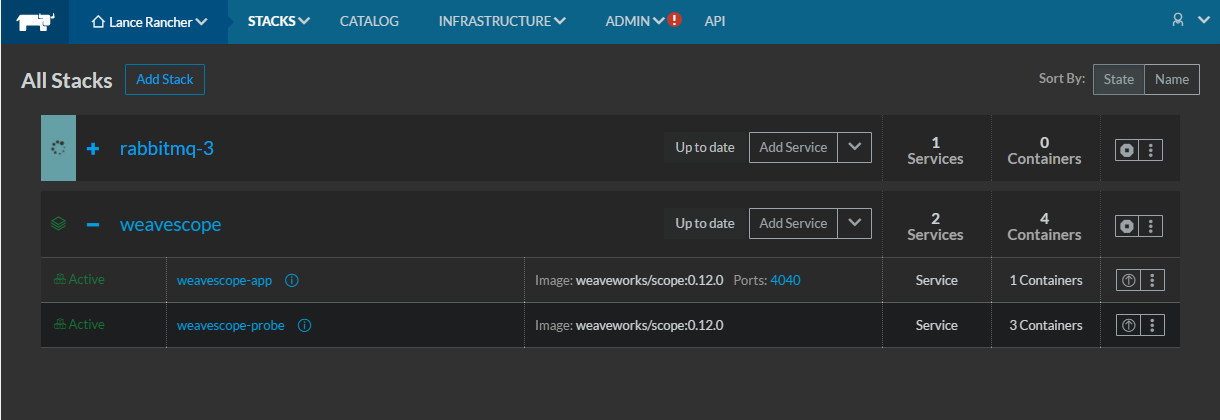 Lance Rancher STACKS CATALOG INFRASTRUCTURE ADMIN API
All Stacks Add Stack Sort By: State Name
rabbitmq-3 Up to date Add Service 1 Services 0 Containers
weavescope Up to date Add Service 2 Services 4 Containers
Active weavescope-app Image: weaveworks/scope:0.12.0 Ports: 4040 Service 1 Containers
Active weavescope-probe Image: weaveworks/scope:0.12.0 Service 3 Containers